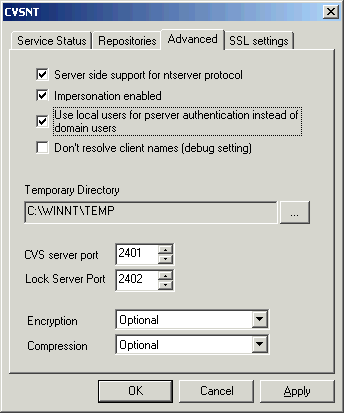 CVSNT
Service Status Repositories Advanced SSL settings
Server side support for ntserver protocol
Impersonation enabled
Use local users for pserver authentication instead of
domain users
Don't resolve client names (debug setting)
Temporary Directory
C:\WINNT\TEMP ...
CVS server port 2401
Lock Server Port 2402
Encryption Optional
Compression Optional
OK Cancel Apply